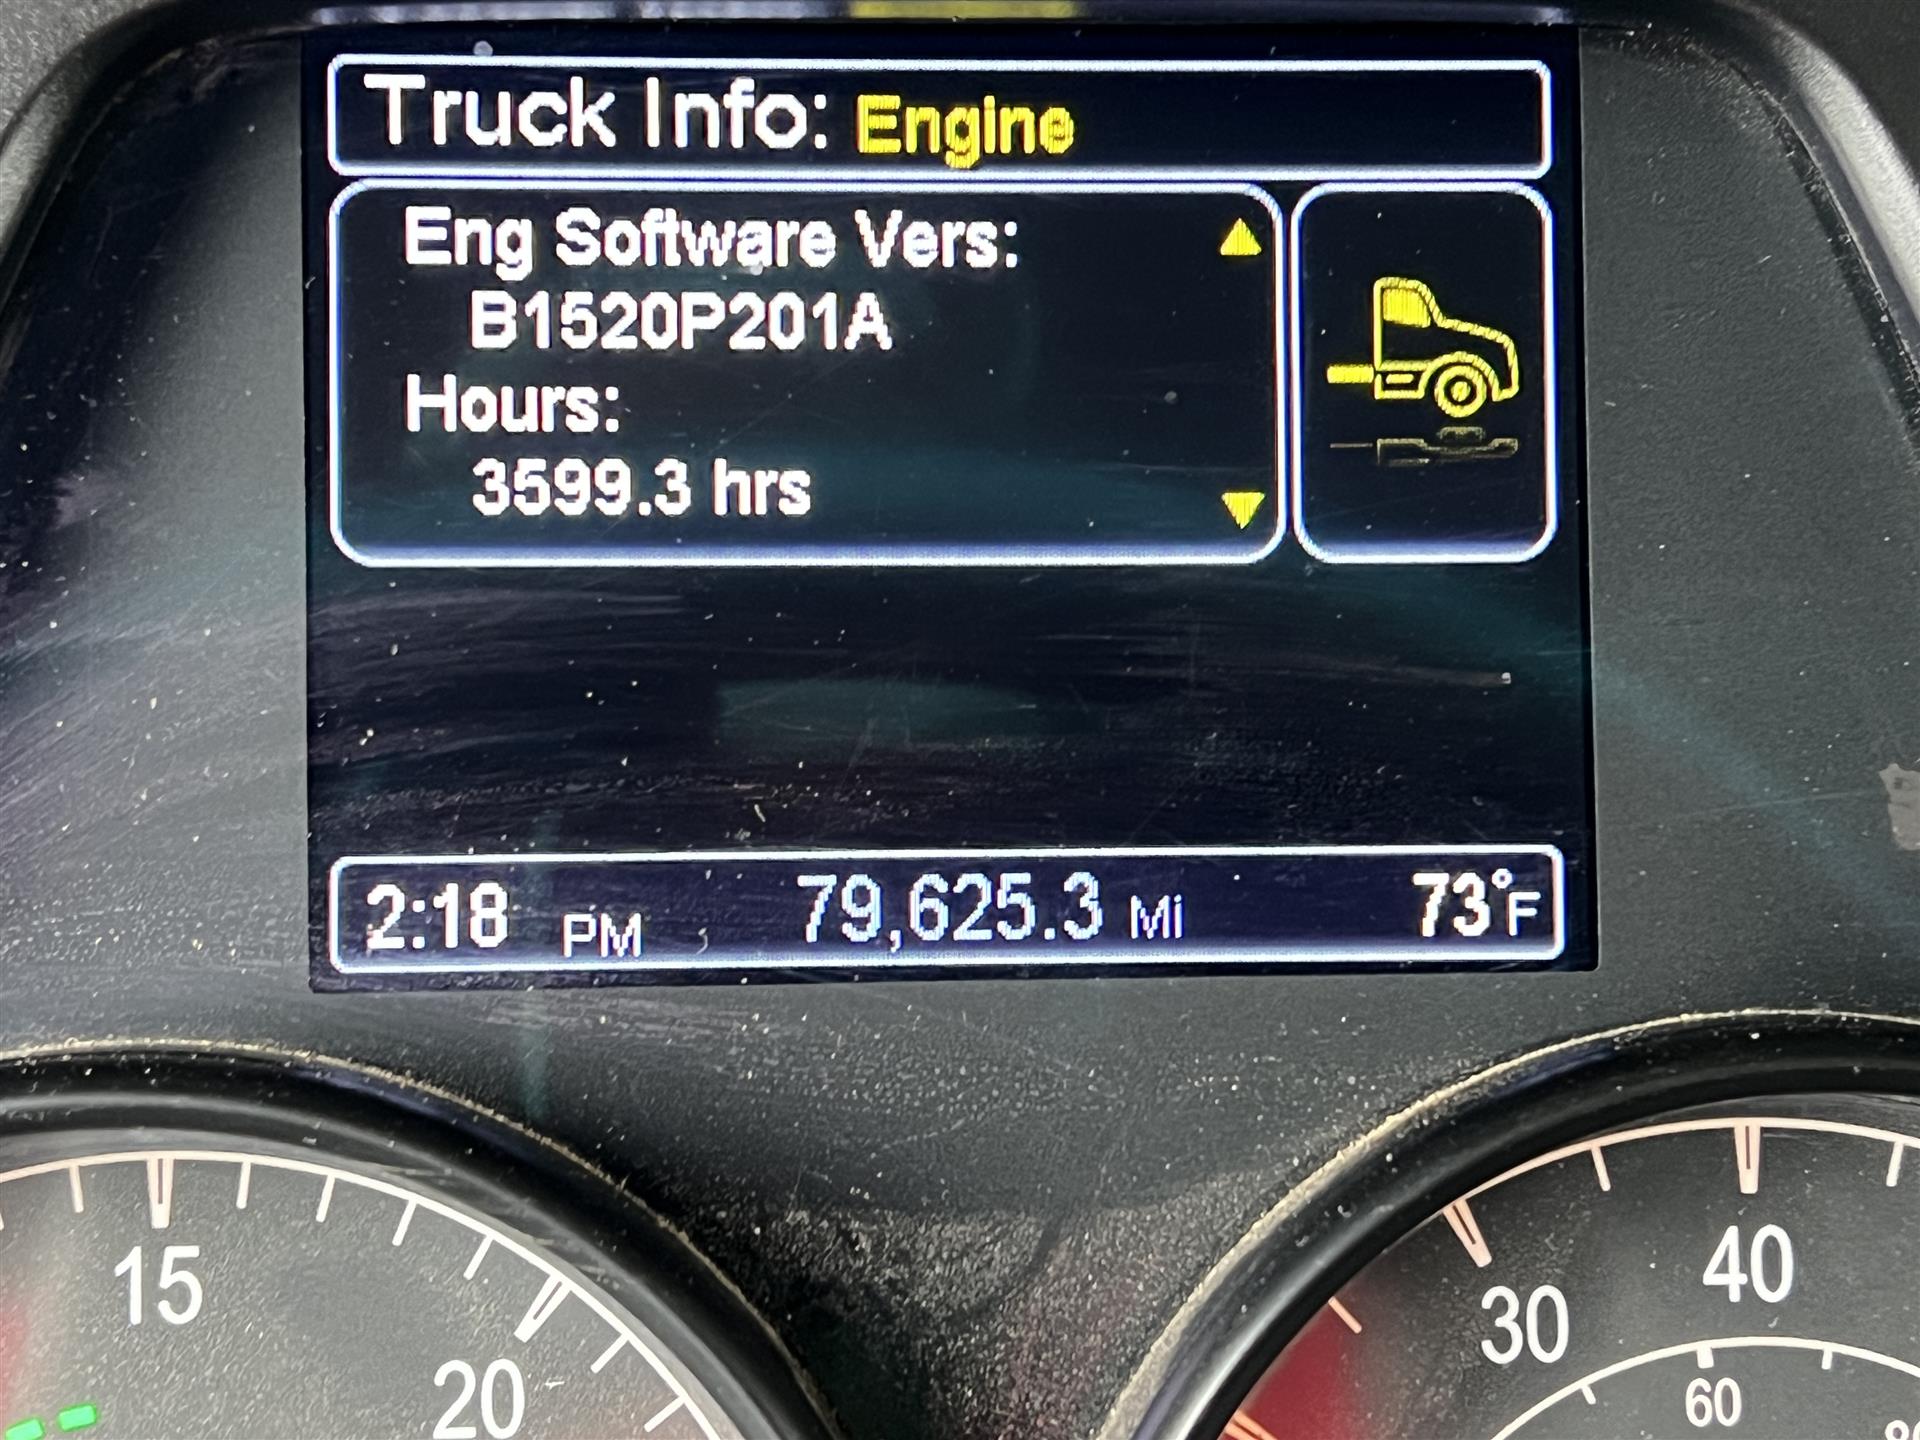 Truck Info: Engine
Eng Software Vers:
B1520P201A
Hours:
3599.3 hrs
2:18 PM 79,625.3 Mi 73°F
15
20
30
40
60